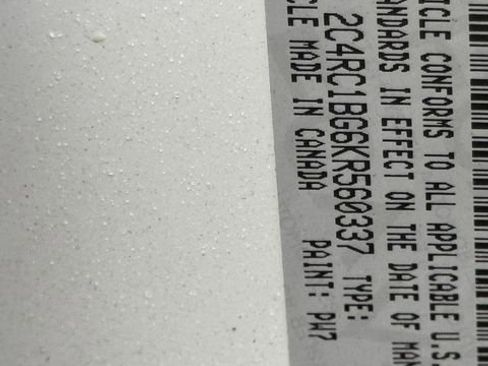 ICLE CONFORMS TO ALL APPLICABLE U.S.
ANDARDS IN EFFECT ON THE DATE OF MAN
2C4RC1BG6KR560337 TYPE:
CLE MADE IN CANADA PAINT: PW7